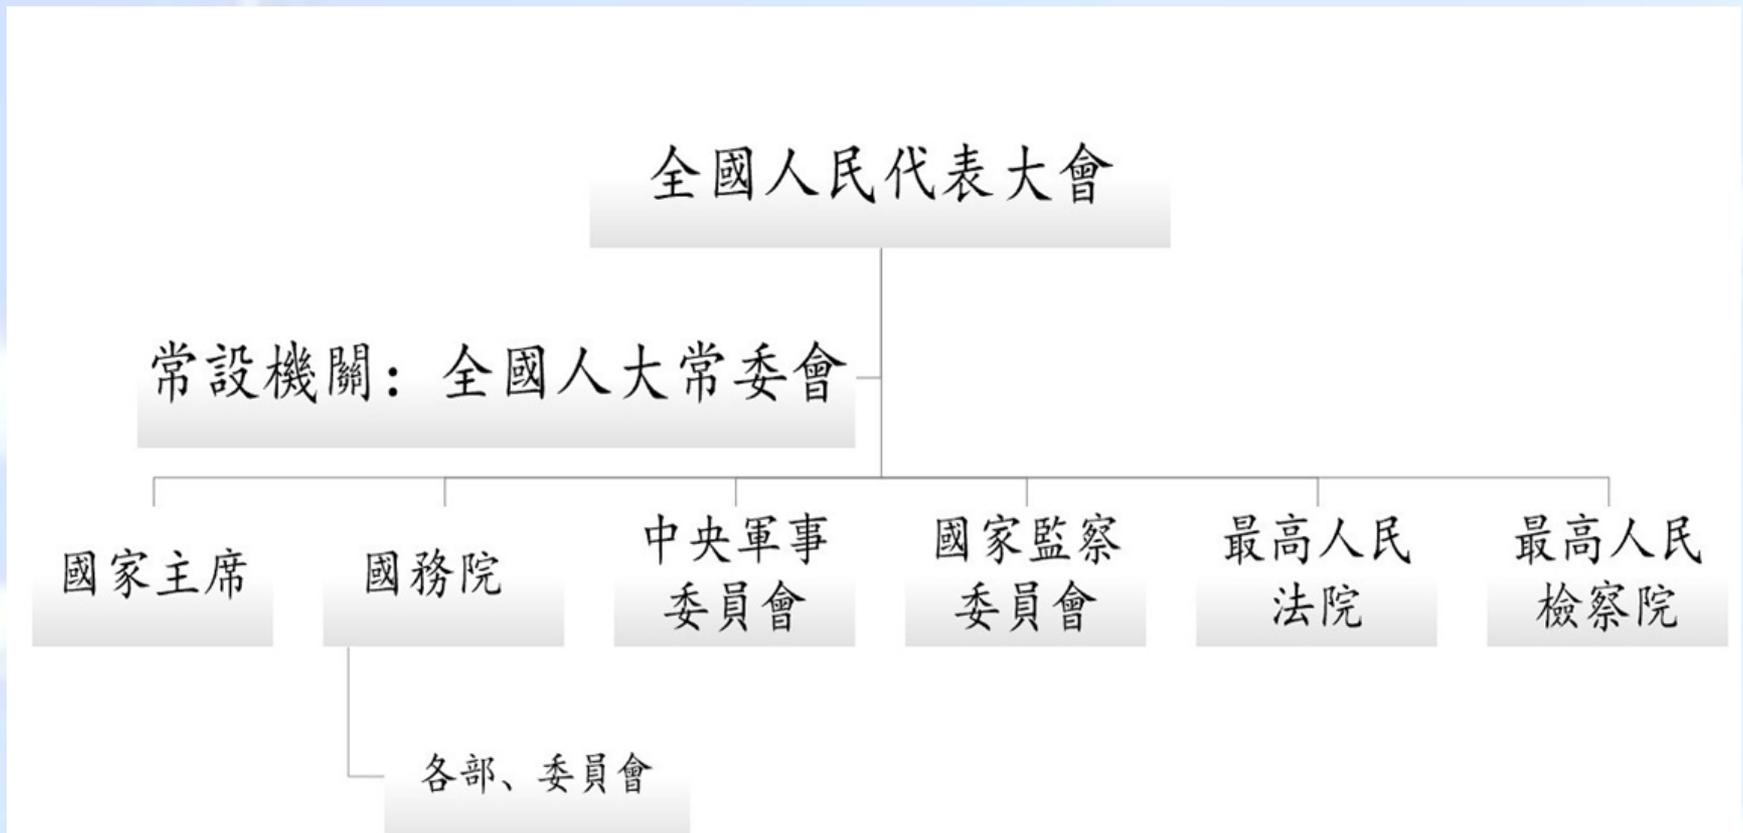 全國人民代表大會
常設機關：全國人大常委會
國家主席
國務院
中央軍事
委員會
國家監察
委員會
最高人民
法院
最高人民
檢察院
各部、委員會